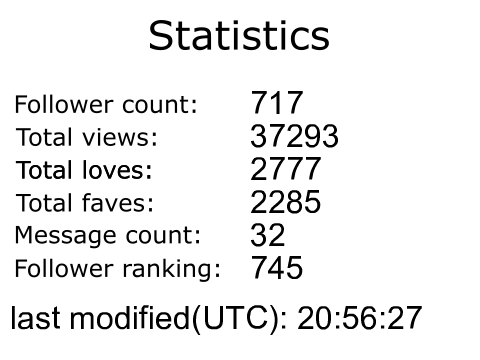 Statistics
Follower count: 717
Total views: 37293
Total loves: 2777
Total faves: 2285
Message count: 32
Follower ranking: 745
last modified(UTC): 20:56:27